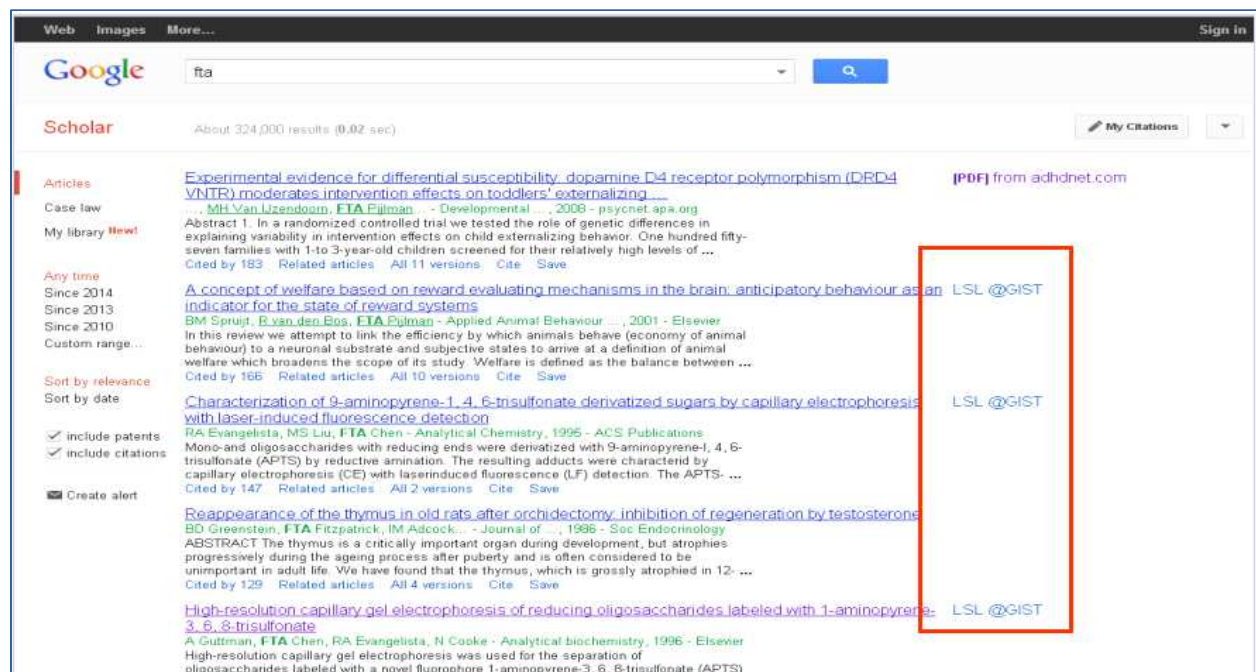 Web Images More... Sign in
Google fta
Scholar About 324,000 results (0.02 sec) My Citations
Articles
Case law
My library New!
Any time
Since 2014
Since 2013
Since 2010
Custom range...
Sort by relevance
Sort by date
include patents
include citations
Create alert
Experimental evidence for differential susceptibility: dopamine D4 receptor polymorphism (DRD4
VNTR) moderates intervention effects on toddlers' externalizing ...
..., MH Van IJzendoorn, FTA Pijlman... - Developmental ..., 2008 - psycnet.apa.org
Abstract 1. In a randomized controlled trial we tested the role of genetic differences in
explaining variability in intervention effects on child externalizing behavior. One hundred fifty-
seven families with 1-to 3-year-old children screened for their relatively high levels of ...
Cited by 183 Related articles All 11 versions Cite Save
[PDF] from adhdnet.com
A concept of welfare based on reward evaluating mechanisms in the brain: anticipatory behaviour as an
indicator for the state of reward systems
BM Spruijt, R van den Bos, FTA Pijlman - Applied Animal Behaviour ..., 2001 - Elsevier
In this review we attempt to link the efficiency by which animals behave (economy of animal
behaviour) to a neuronal substrate and subjective states to arrive at a definition of animal
welfare which broadens the scope of its study. Welfare is defined as the balance between ...
Cited by 166 Related articles All 10 versions Cite Save
LSL @GIST
Characterization of 9-aminopyrene-1, 4, 6-trisulfonate derivatized sugars by capillary electrophoresis
with laser-induced fluorescence detection
RA Evangelista, MS Liu, FTA Chen - Analytical Chemistry, 1995 - ACS Publications
Mono-and oligosaccharides with reducing ends were derivatized with 9-aminopyrene-l, 4, 6-
trisulfonate (APTS) by reductive amination. The resulting adducts were characterid by
capillary electrophoresis (CE) with laserinduced fluorescence (LF) detection. The APTS- ...
Cited by 147 Related articles All 2 versions Cite Save
LSL @GIST
Reappearance of the thymus in old rats after orchidectomy: inhibition of regeneration by testosterone
BD Greenstein, FTA Fitzpatrick, IM Adcock... - Journal of ..., 1986 - Soc Endocrinology
ABSTRACT The thymus is a critically important organ during development, but atrophies
progressively during the ageing process after puberty and is often considered to be
unimportant in adult life. We have found that the thymus, which is grossly atrophied in 12- ...
Cited by 129 Related articles All 4 versions Cite Save
High-resolution capillary gel electrophoresis of reducing oligosaccharides labeled with 1-aminopyrene-
3, 6, 8-trisulfonate
A Guttman, FTA Chen, RA Evangelista, N Cooke - Analytical biochemistry, 1996 - Elsevier
High-resolution capillary gel electrophoresis was used for the separation of
oligosaccharides labeled with a novel fluorophore 1-aminopyrene-3, 6, 8-trisulfonate (APTS)
LSL @GIST